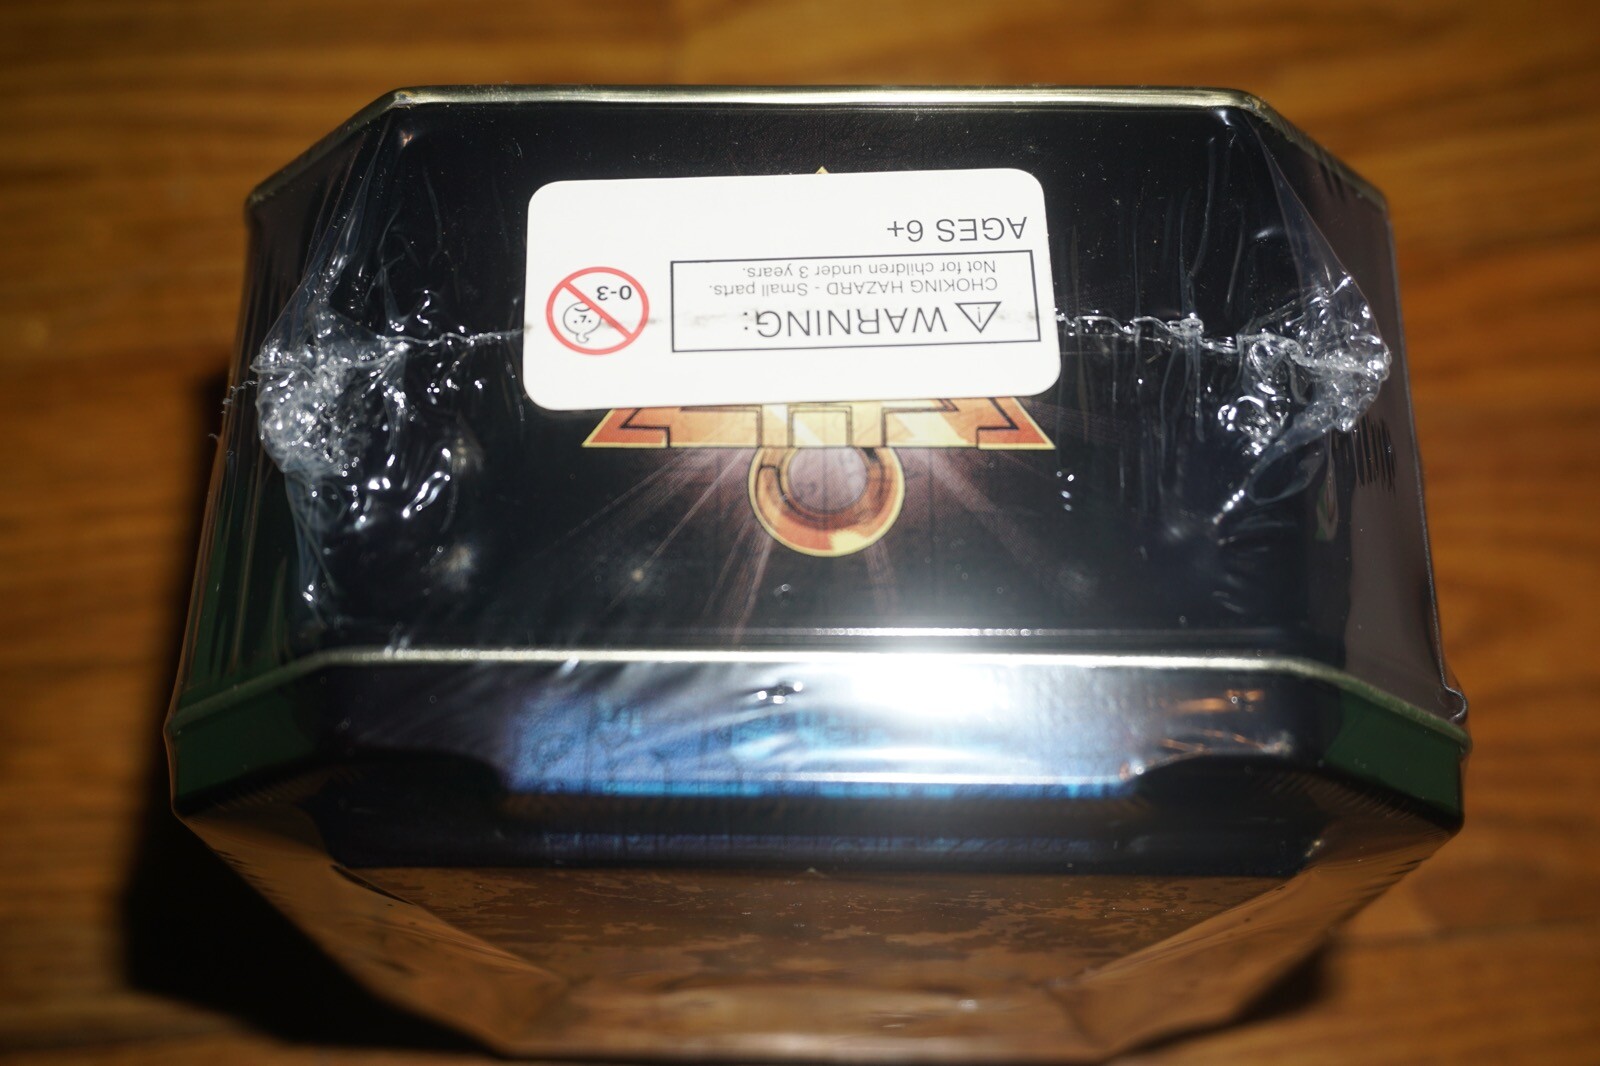 ⚠ WARNING:
CHOKING HAZARD - Small parts.
Not for children under 3 years.
0-3
AGES 6+